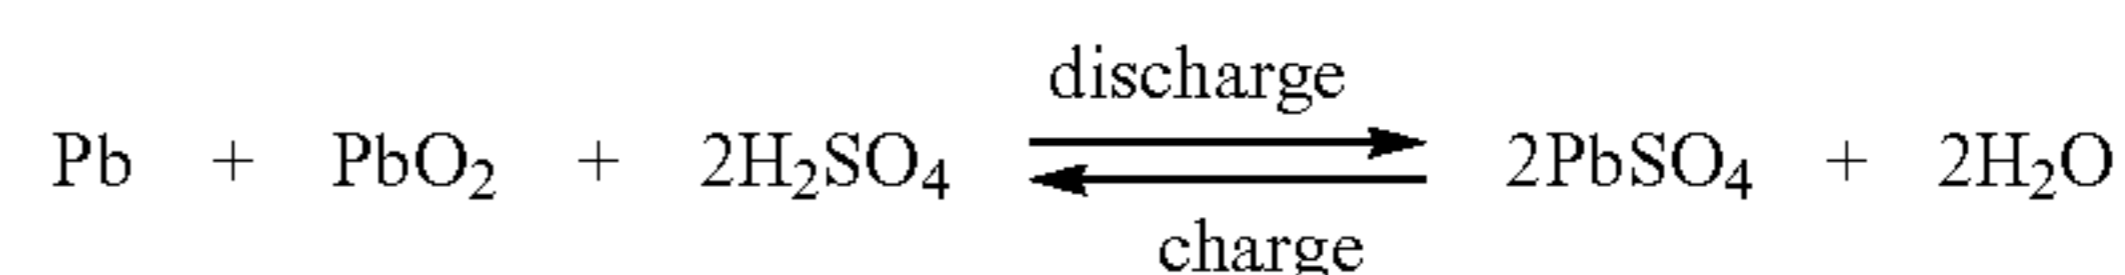 discharge
Pb + PbO₂ + 2H₂SO₄ ⇌ 2PbSO₄ + 2H₂O
charge